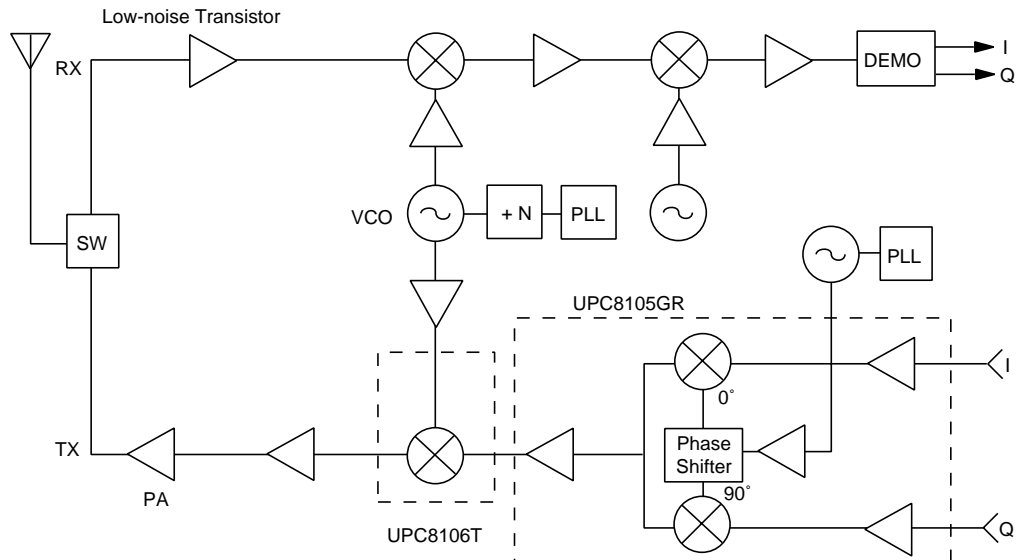 Low-noise Transistor
RX
DEMO
I
Q
VCO
+ N
PLL
SW
PLL
UPC8105GR
I
0°
TX
Phase
Shifter
PA
90°
UPC8106T
Q